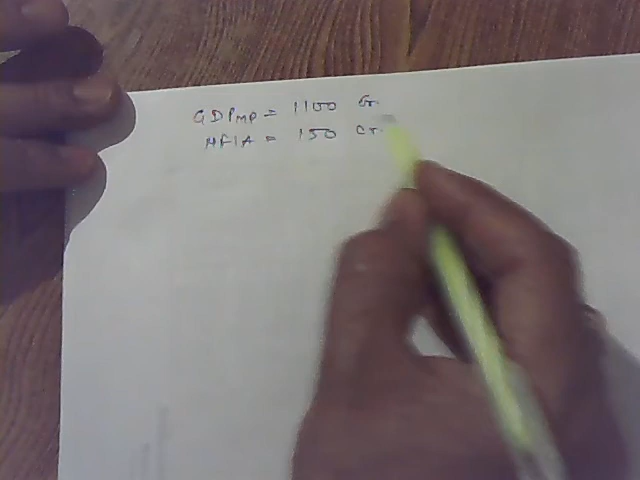 GDPMP = 1100 Cr.
NFIA = 150 Cr.